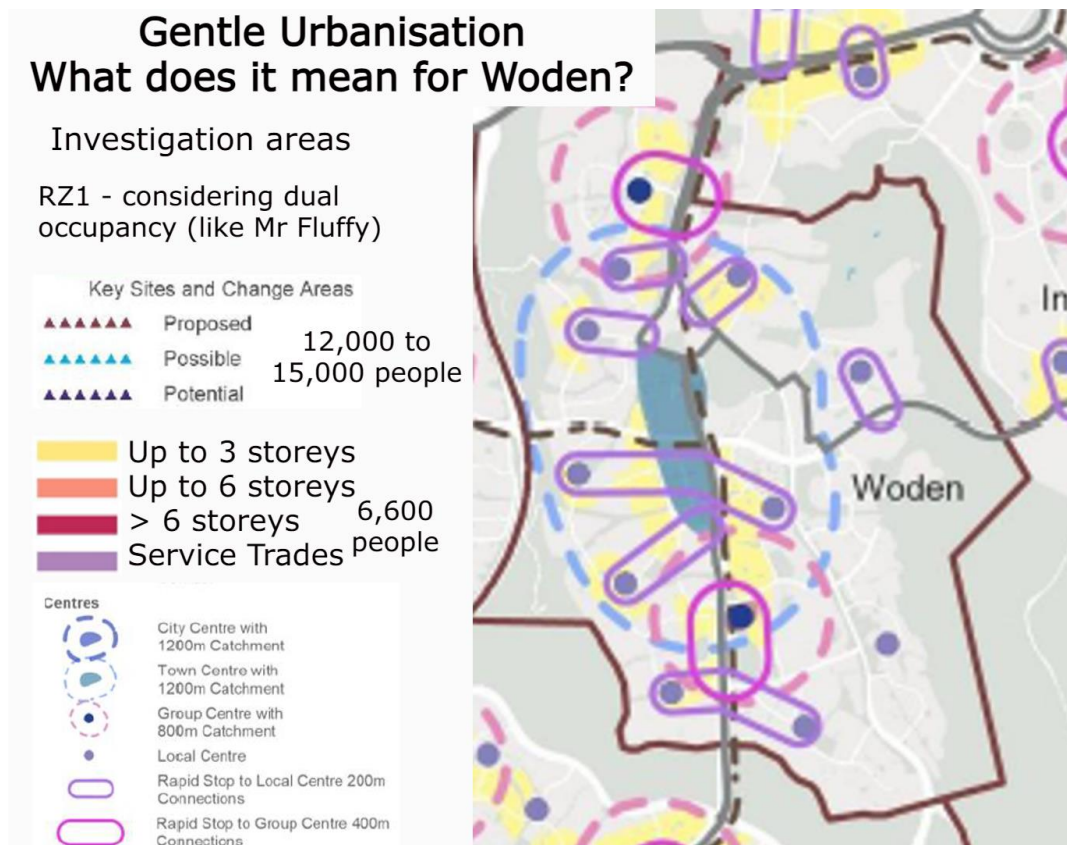 Gentle Urbanisation
What does it mean for Woden?
Investigation areas
RZ1 - considering dual
occupancy (like Mr Fluffy)
Key Sites and Change Areas
Proposed
Possible
Potential
12,000 to
15,000 people
Up to 3 storeys
Up to 6 storeys
> 6 storeys
Service Trades
6,600
people
Centres
City Centre with
1200m Catchment
Town Centre with
1200m Catchment
Group Centre with
800m Catchment
Local Centre
Rapid Stop to Local Centre 200m
Connections
Rapid Stop to Group Centre 400m
Connections
Woden